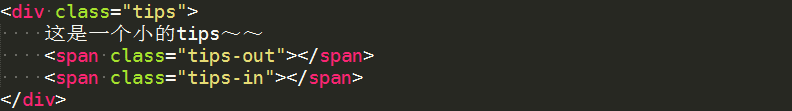 <div class="tips">
    这是一个小的tips～～
    <span class="tips-out"></span>
    <span class="tips-in"></span>
</div>